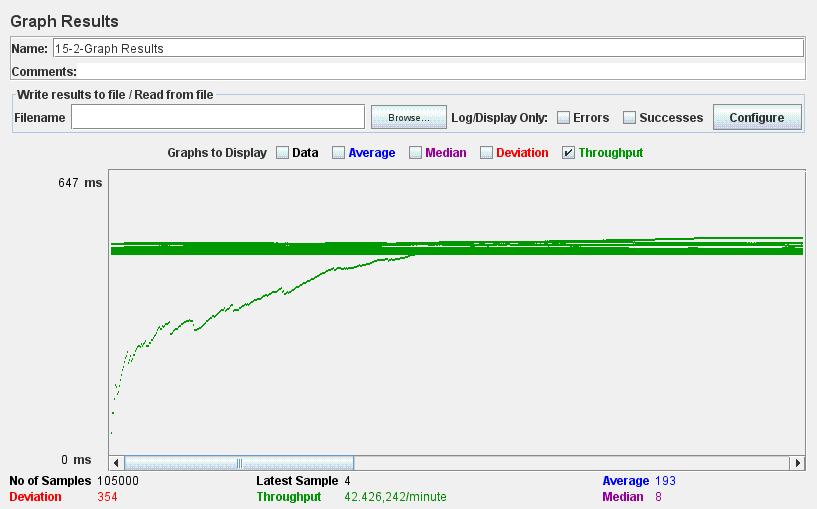 Graph Results
Name: 15-2-Graph Results
Comments:
Write results to file / Read from file
Filename Browse... Log/Display Only: Errors Successes Configure
Graphs to Display Data Average Median Deviation Throughput
647 ms
0 ms
No of Samples 105000 Latest Sample 4 Average 193
Deviation 354 Throughput 42.426,242/minute Median 8